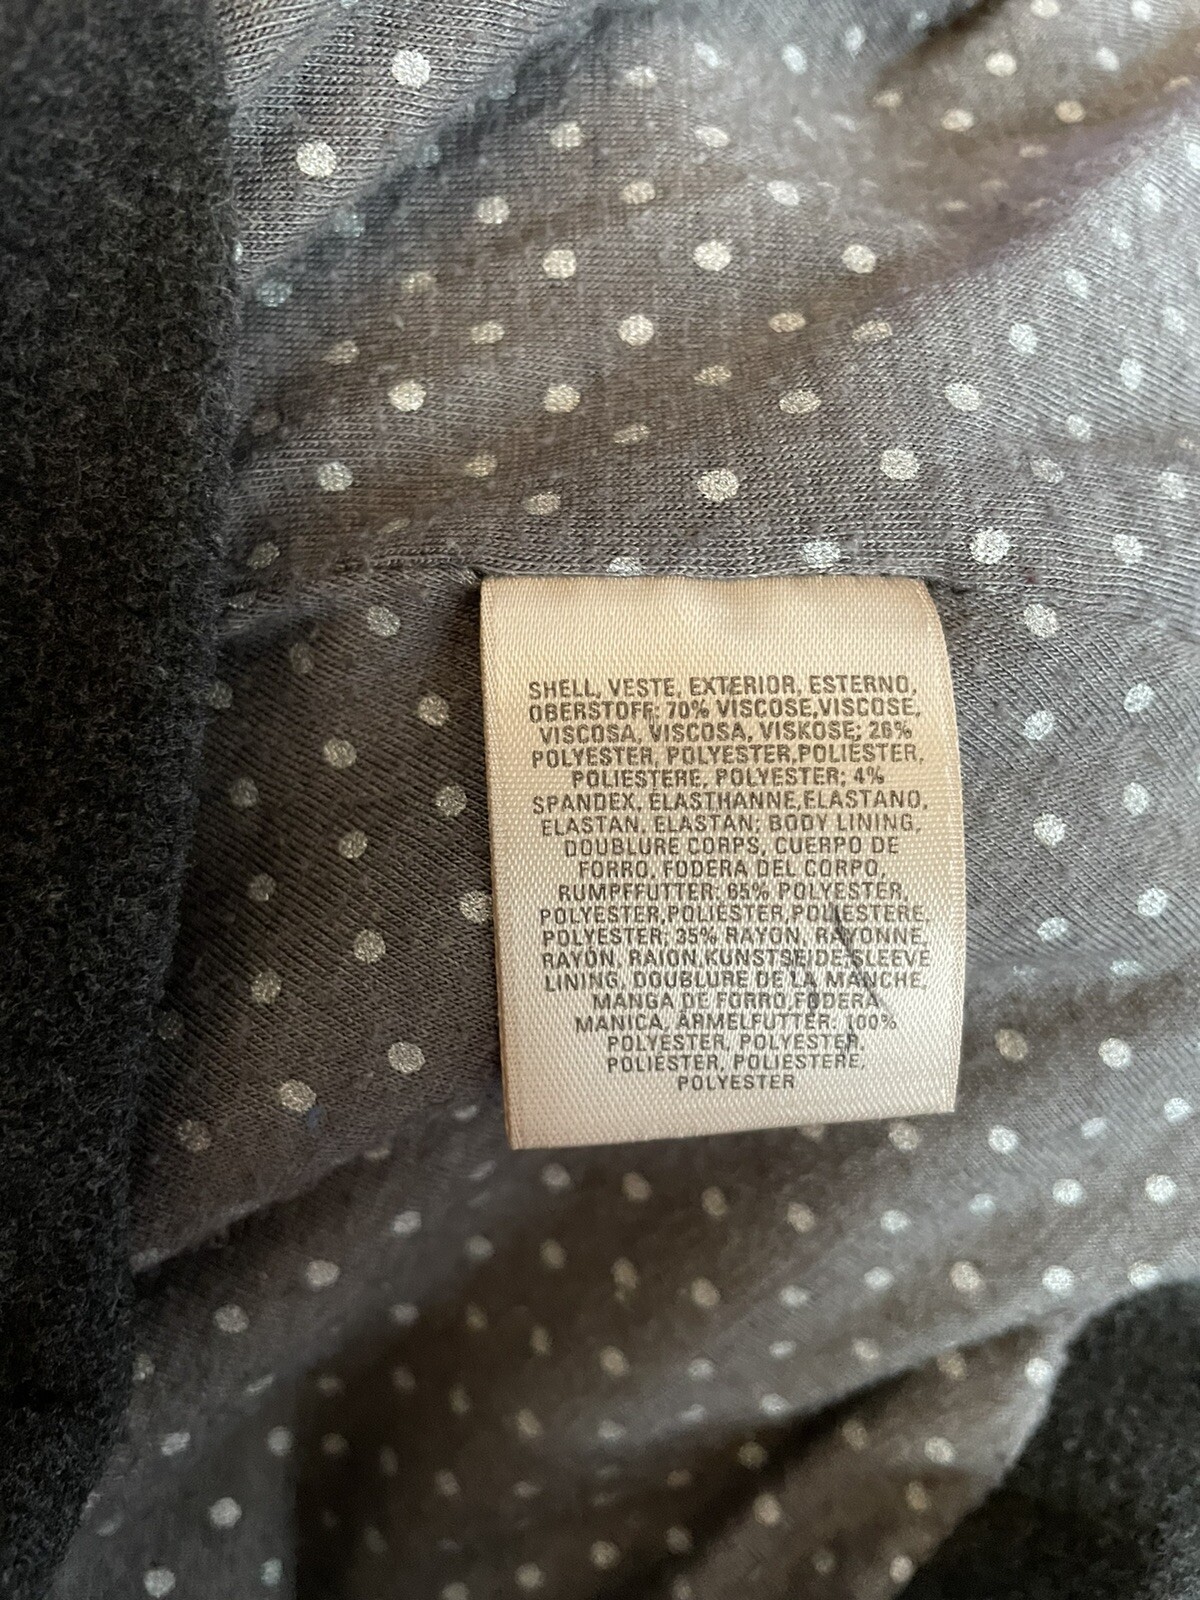 SHELL, VESTE, EXTERIOR, ESTERNO,
OBERSTOFF: 70% VISCOSE,VISCOSE,
VISCOSA, VISCOSA, VISKOSE; 26%
POLYESTER, POLYESTER,POLIESTER,
POLIESTERE, POLYESTER; 4%
SPANDEX, ÉLASTHANNE,ELASTANO,
ELASTAN, ELASTAN; BODY LINING,
DOUBLURE CORPS, CUERPO DE
FORRO, FODERA DEL CORPO,
RUMPFFUTTER: 65% POLYESTER,
POLYESTER,POLIESTER,POLIESTERE,
POLYESTER; 35% RAYON, RAYONNE,
RAYÓN, RAION,KUNSTSEIDE;SLEEVE
LINING, DOUBLURE DE LA MANCHE,
MANGA DE FORRO,FODERA
MANICA, ÄRMELFUTTER: 100%
POLYESTER, POLYESTER,
POLIÉSTER, POLIESTERE,
POLYESTER